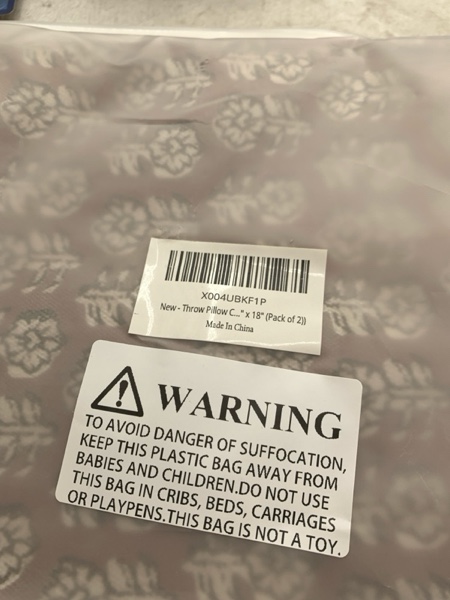 X004UBKF1P
New - Throw Pillow C..." x 18" (Pack of 2))
Made In China
WARNING
TO AVOID DANGER OF SUFFOCATION,
KEEP THIS PLASTIC BAG AWAY FROM
BABIES AND CHILDREN.DO NOT USE
THIS BAG IN CRIBS, BEDS, CARRIAGES
OR PLAYPENS.THIS BAG IS NOT A TOY.